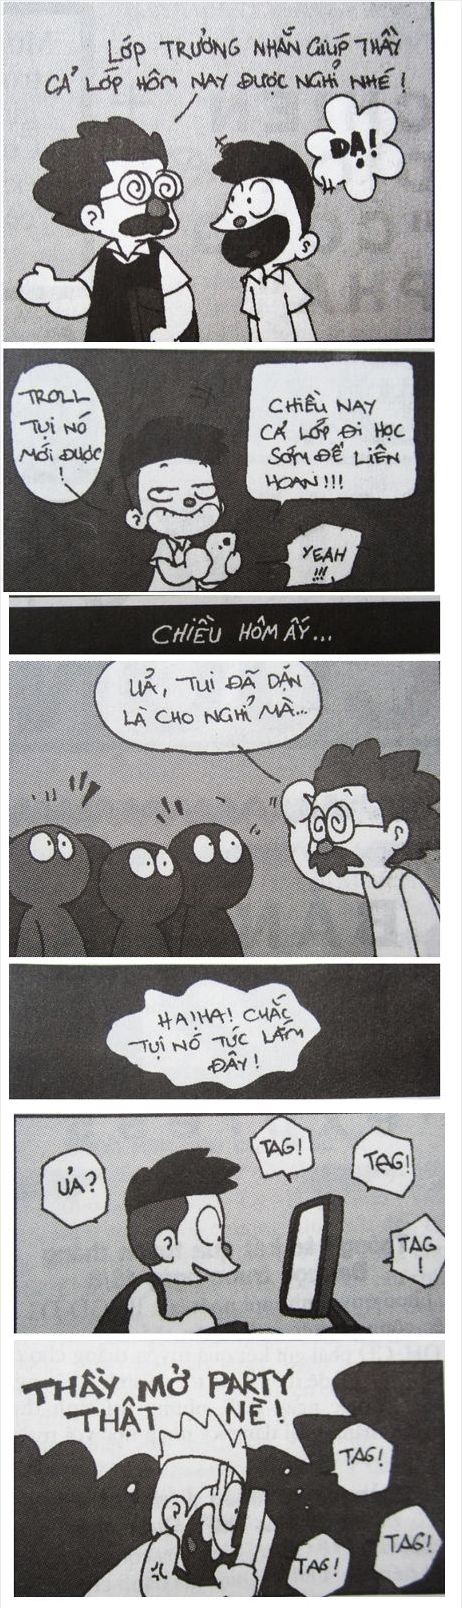 LỚP TRƯỞNG NHẮN GIÚP THẦY
CẢ LỚP HÔM NAY ĐƯỢC NGHỈ NHÉ!
DẠ!
TROLL
TỤI NÓ
MỚI ĐƯỢC
!
CHIỀU NAY
CẢ LỚP ĐI HỌC
SỚM ĐỂ LIÊN
HOAN!!!
YEAH
!!!
CHIỀU HÔM ẤY...
UẢ, TUI ĐÃ DẶN
LÀ CHO NGHỈ MÀ...
HA!HA! CHẮC
TỤI NÓ TỨC LẮM
ĐÂY!
UẢ?
TAG!
TAG!
TAG
!
THẦY MỞ PARTY
THẬT NÈ!
TAG!
TAG!
TAG!